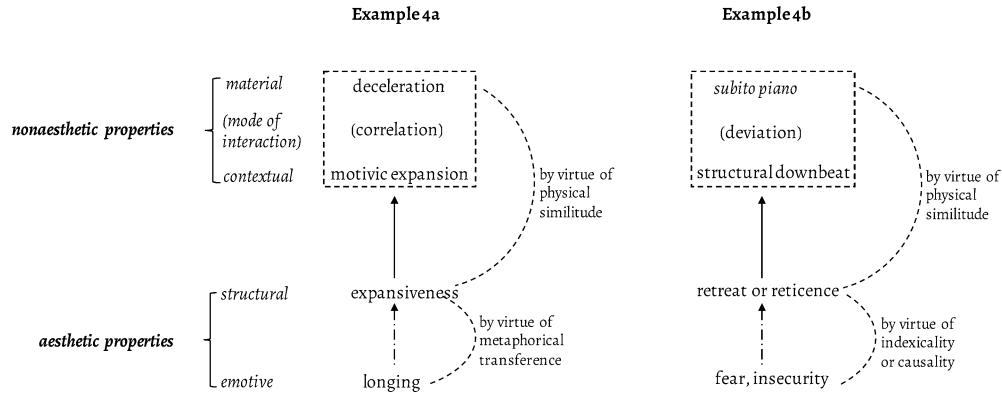 Example 4a
Example 4b
material
deceleration
subito piano
nonaesthetic properties
(mode of
interaction)
(correlation)
(deviation)
contextual
motivic expansion
structural downbeat
by virtue of
physical
similitude
by virtue of
physical
similitude
structural
expansiveness
retreat or reticence
aesthetic properties
by virtue of
metaphorical
transference
by virtue of
indexicality
or causality
emotive
longing
fear, insecurity